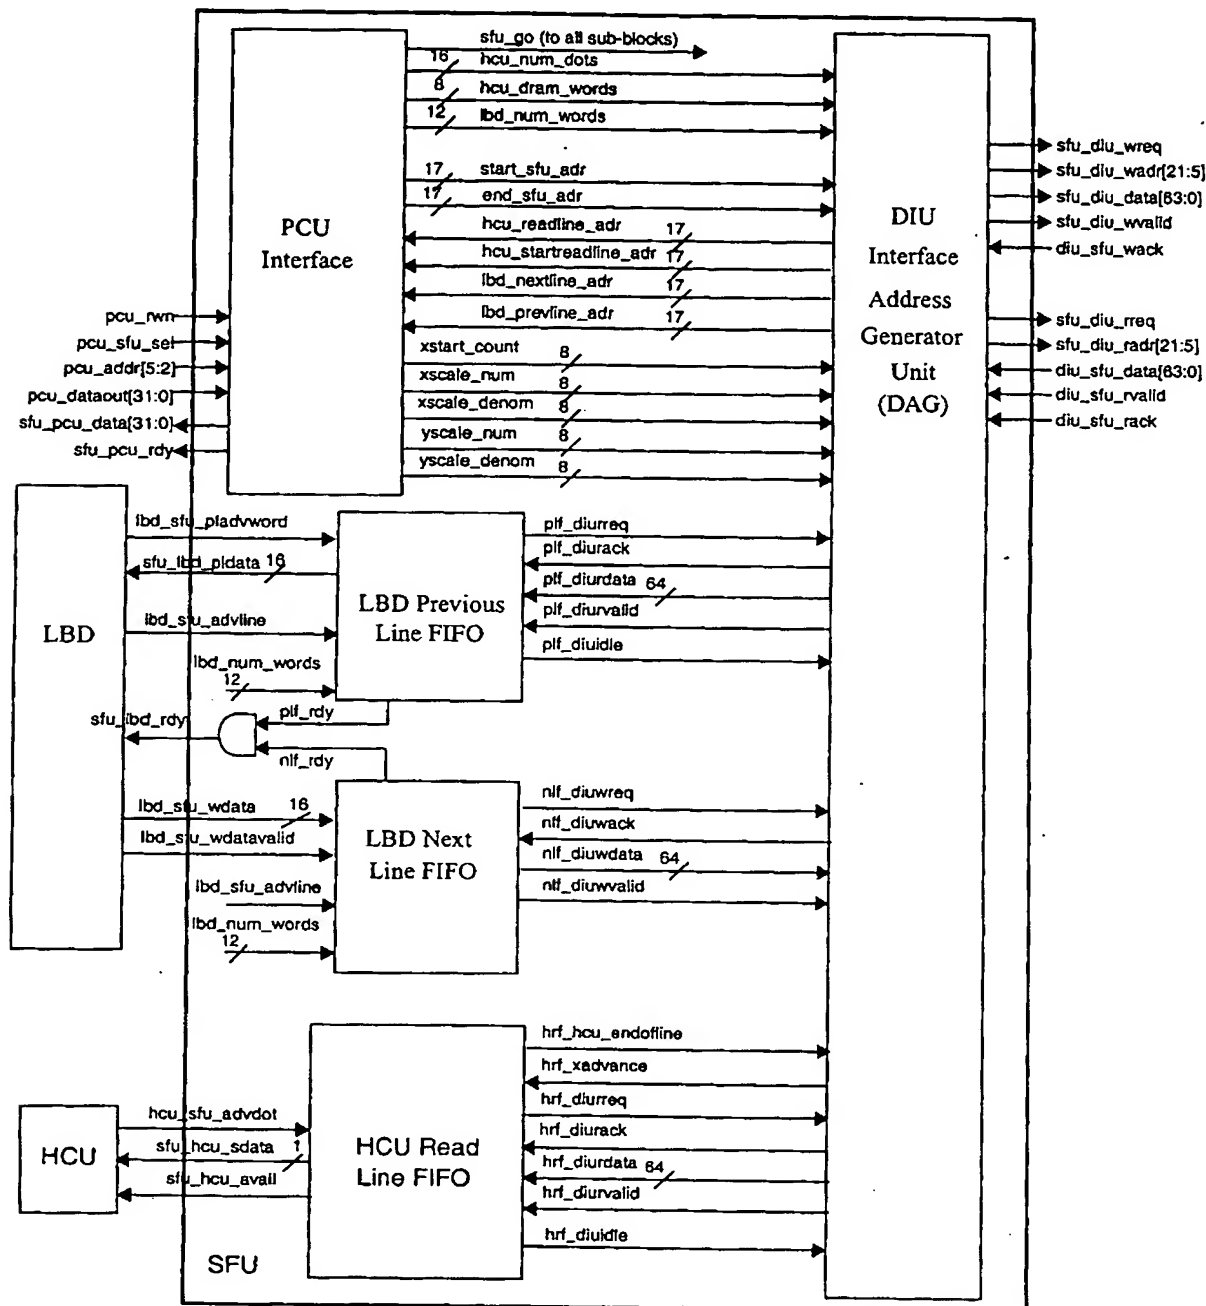 sfu_go (to all sub-blocks)
16 hcu_num_dots
8 hcu_dram_words
12 lbd_num_words
17 start_sfu_adr
17 end_sfu_adr
hcu_readline_adr 17
hcu_startreadline_adr 17
lbd_nextline_adr 17
lbd_prevline_adr 17
xstart_count 8
xscale_num 8
xscale_denom 8
yscale_num 8
yscale_denom 8
PCU
Interface
DIU
Interface
Address
Generator
Unit
(DAG)
sfu_diu_wreq
sfu_diu_wadr[21:5]
sfu_diu_data[63:0]
sfu_diu_wvalid
diu_sfu_wack
sfu_diu_rreq
sfu_diu_radr[21:5]
diu_sfu_data[63:0]
diu_sfu_rvalid
diu_sfu_rack
pcu_rwn
pcu_sfu_sel
pcu_addr[5:2]
pcu_dataout[31:0]
sfu_pcu_data[31:0]
sfu_pcu_rdy
LBD
lbd_sfu_pladvword
sfu_lbd_pldata 16
lbd_sfu_advline
lbd_num_words
12
LBD Previous
Line FIFO
plf_diurreq
plf_diurack
plf_diurdata 64
plf_diurvalid
plf_diuidle
sfu_lbd_rdy
plf_rdy
nlf_rdy
lbd_sfu_wdata 16
lbd_sfu_wdatavalid
lbd_sfu_advline
lbd_num_words
12
LBD Next
Line FIFO
nlf_diuwreq
nlf_diuwack
nlf_diuwdata 64
nlf_diuwvalid
HCU
hcu_sfu_advdot
sfu_hcu_sdata 1
sfu_hcu_avail
HCU Read
Line FIFO
hrf_hcu_endofline
hrf_xadvance
hrf_diurreq
hrf_diurack
hrf_diurdata 64
hrf_diurvalid
hrf_diuidle
SFU